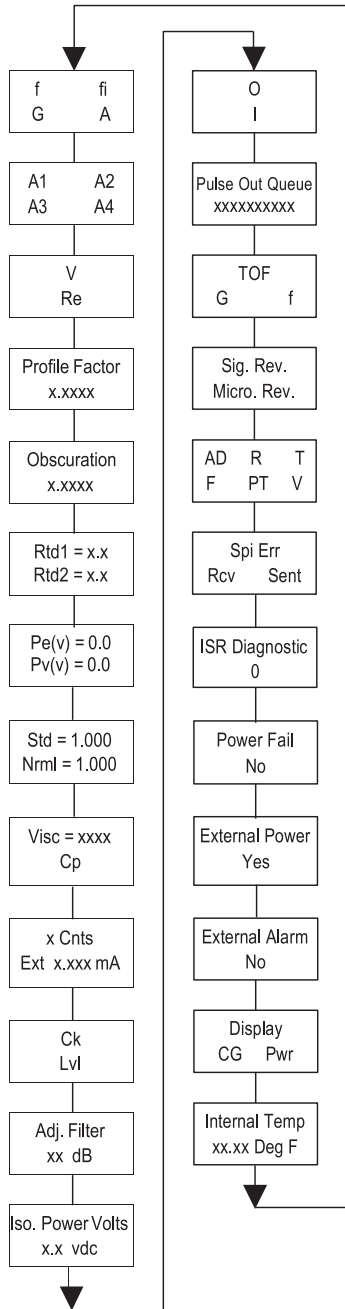 f fi
G A
A1 A2
A3 A4
V
Re
Profile Factor
x.xxxx
Obscuration
x.xxxx
Rtd1 = x.x
Rtd2 = x.x
Pe(v) = 0.0
Pv(v) = 0.0
Std = 1.000
Nrml = 1.000
Visc = xxxx
Cp
x Cnts
Ext x.xxx mA
Ck
Lvl
Adj. Filter
xx dB
Iso. Power Volts
x.x vdc
O
I
Pulse Out Queue
xxxxxxxxxx
TOF
G f
Sig. Rev.
Micro. Rev.
AD R T
F PT V
Spi Err
Rcv Sent
ISR Diagnostic
0
Power Fail
No
External Power
Yes
External Alarm
No
Display
CG Pwr
Internal Temp
xx.xx Deg F